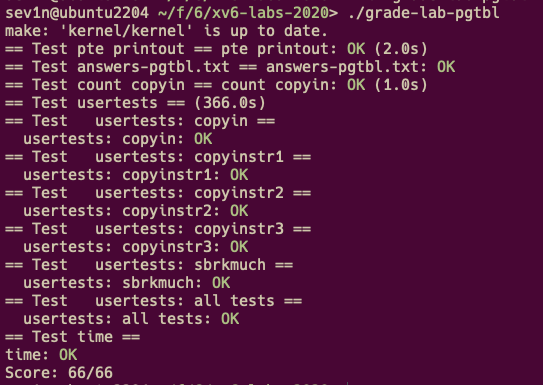 sev1n@ubuntu2204 ~/f/6/xv6-labs-2020> ./grade-lab-pgtbl
make: 'kernel/kernel' is up to date.
== Test pte printout == pte printout: OK (2.0s)
== Test answers-pgtbl.txt == answers-pgtbl.txt: OK
== Test count copyin == count copyin: OK (1.0s)
== Test usertests == (366.0s)
== Test   usertests: copyin ==
  usertests: copyin: OK
== Test   usertests: copyinstr1 ==
  usertests: copyinstr1: OK
== Test   usertests: copyinstr2 ==
  usertests: copyinstr2: OK
== Test   usertests: copyinstr3 ==
  usertests: copyinstr3: OK
== Test   usertests: sbrkmuch ==
  usertests: sbrkmuch: OK
== Test   usertests: all tests ==
  usertests: all tests: OK
== Test time ==
time: OK
Score: 66/66